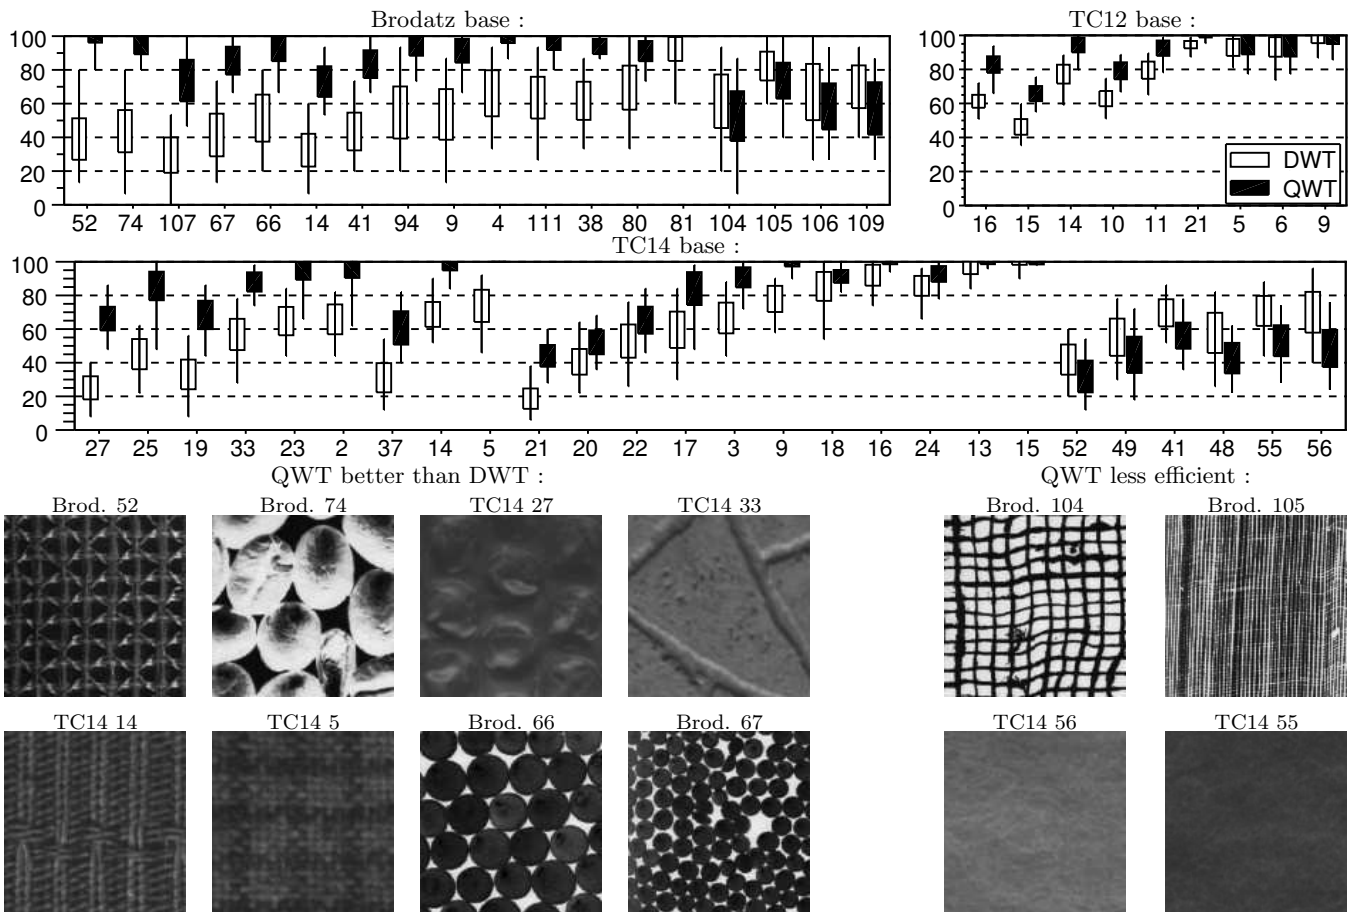 Brodatz base :
100
80
60
40
20
0
52 74 107 67 66 14 41 94 9 4 111 38 80 81 104 105 106 109
TC12 base :
100
80
60
40
20
0
DWT
QWT
16 15 14 10 11 21 5 6 9
TC14 base :
100
80
60
40
20
0
27 25 19 33 23 2 37 14 5 21 20 22 17 3 9 18 16 24 13 15 52 49 41 48 55 56
QWT better than DWT :
Brod. 52
Brod. 74
TC14 27
TC14 33
TC14 14
TC14 5
Brod. 66
Brod. 67
QWT less efficient :
Brod. 104
Brod. 105
TC14 56
TC14 55